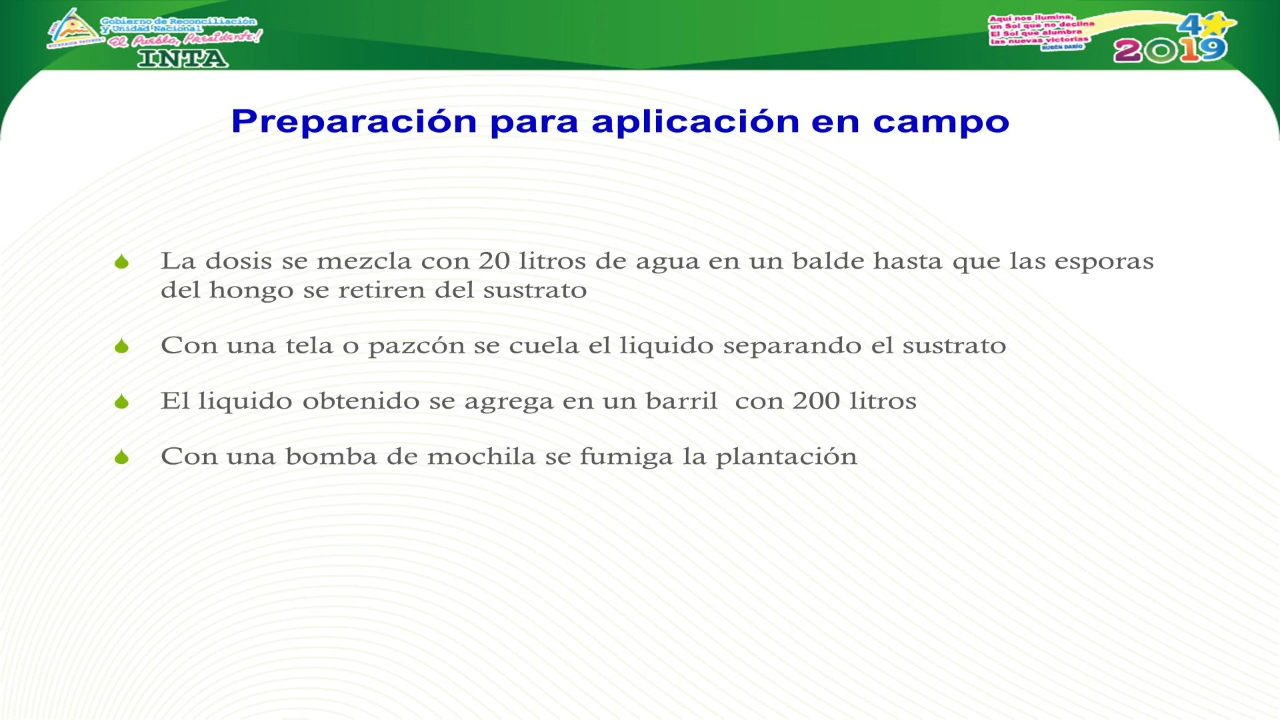 Gobierno de Reconciliación
y Unidad Nacional
El Pueblo, Presidente!
INTA
Aquí nos ilumina,
un Sol que no declina
El Sol que alumbra
las nuevas victorias
RUBÉN DARÍO
40
2019
Preparación para aplicación en campo
La dosis se mezcla con 20 litros de agua en un balde hasta que las esporas
del hongo se retiren del sustrato
Con una tela o pazcón se cuela el liquido separando el sustrato
El liquido obtenido se agrega en un barril con 200 litros
Con una bomba de mochila se fumiga la plantación